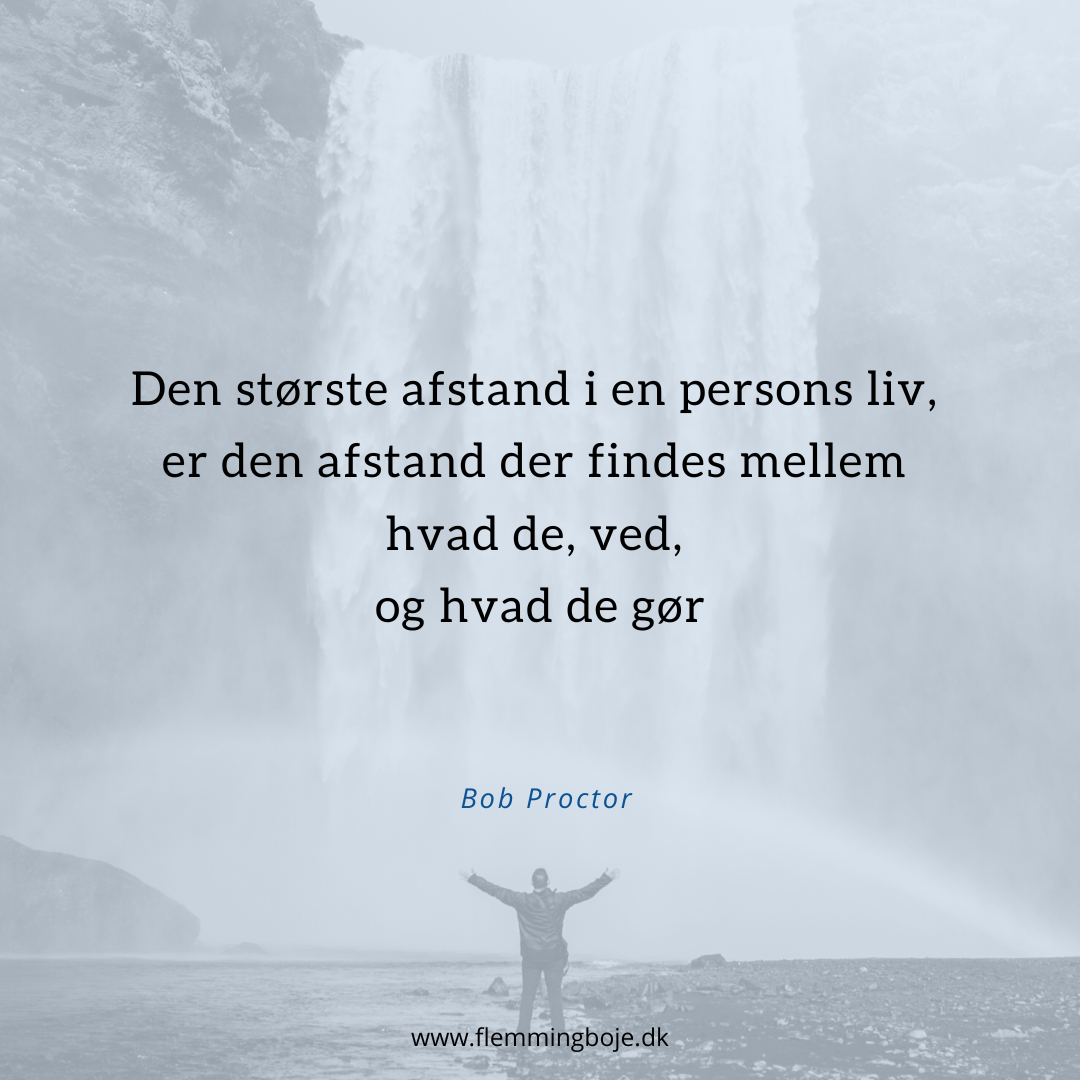 Den største afstand i en persons liv,
er den afstand der findes mellem
hvad de, ved,
og hvad de gør
Bob Proctor
www.flemmingboje.dk